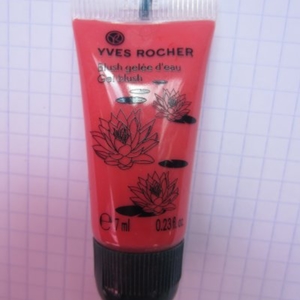 YVES ROCHER
Blush gelée d'eau
Gel blush
e 7 ml 0.23 fl. oz.